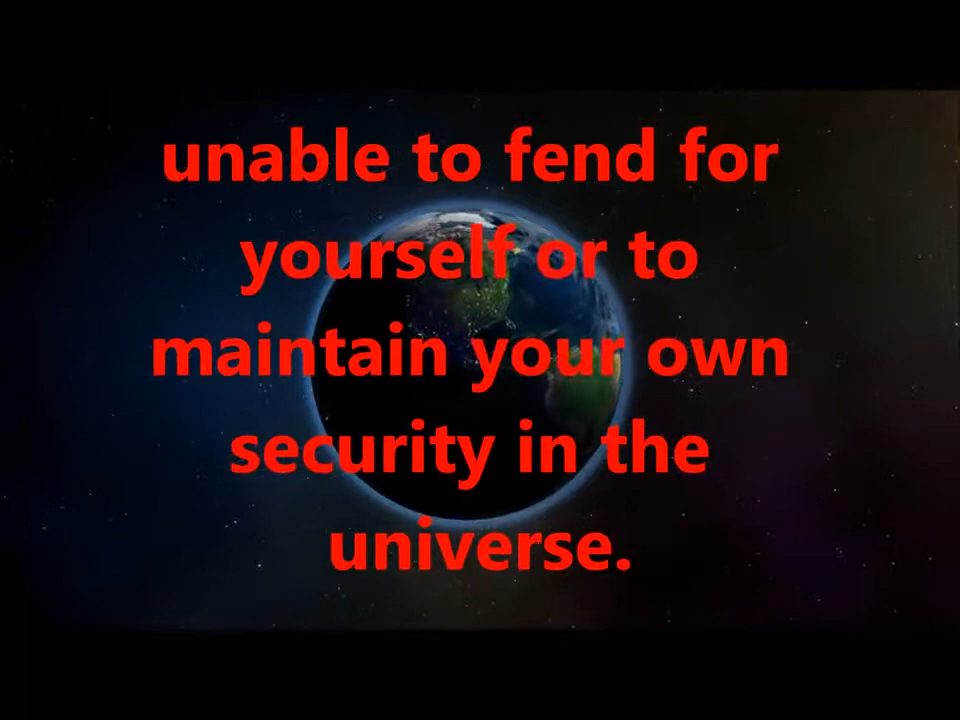 unable to fend for
yourself or to
maintain your own
security in the
universe.